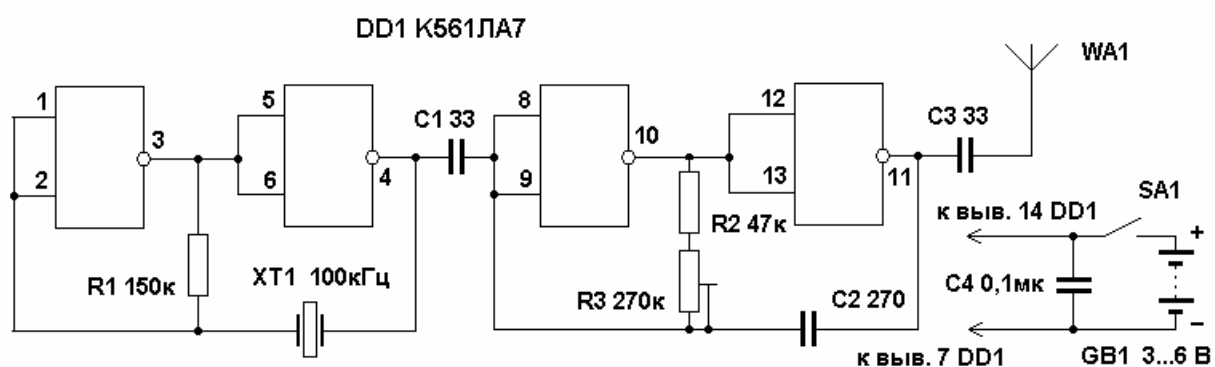 DD1 К561ЛА7
WA1
1
2
3
5
6
4
C1 33
8
9
10
12
13
11
C3 33
R1 150к
XT1 100кГц
R2 47к
R3 270к
C2 270
SA1
к выв. 14 DD1
+
C4 0,1мк
–
к выв. 7 DD1
GB1 3...6 В